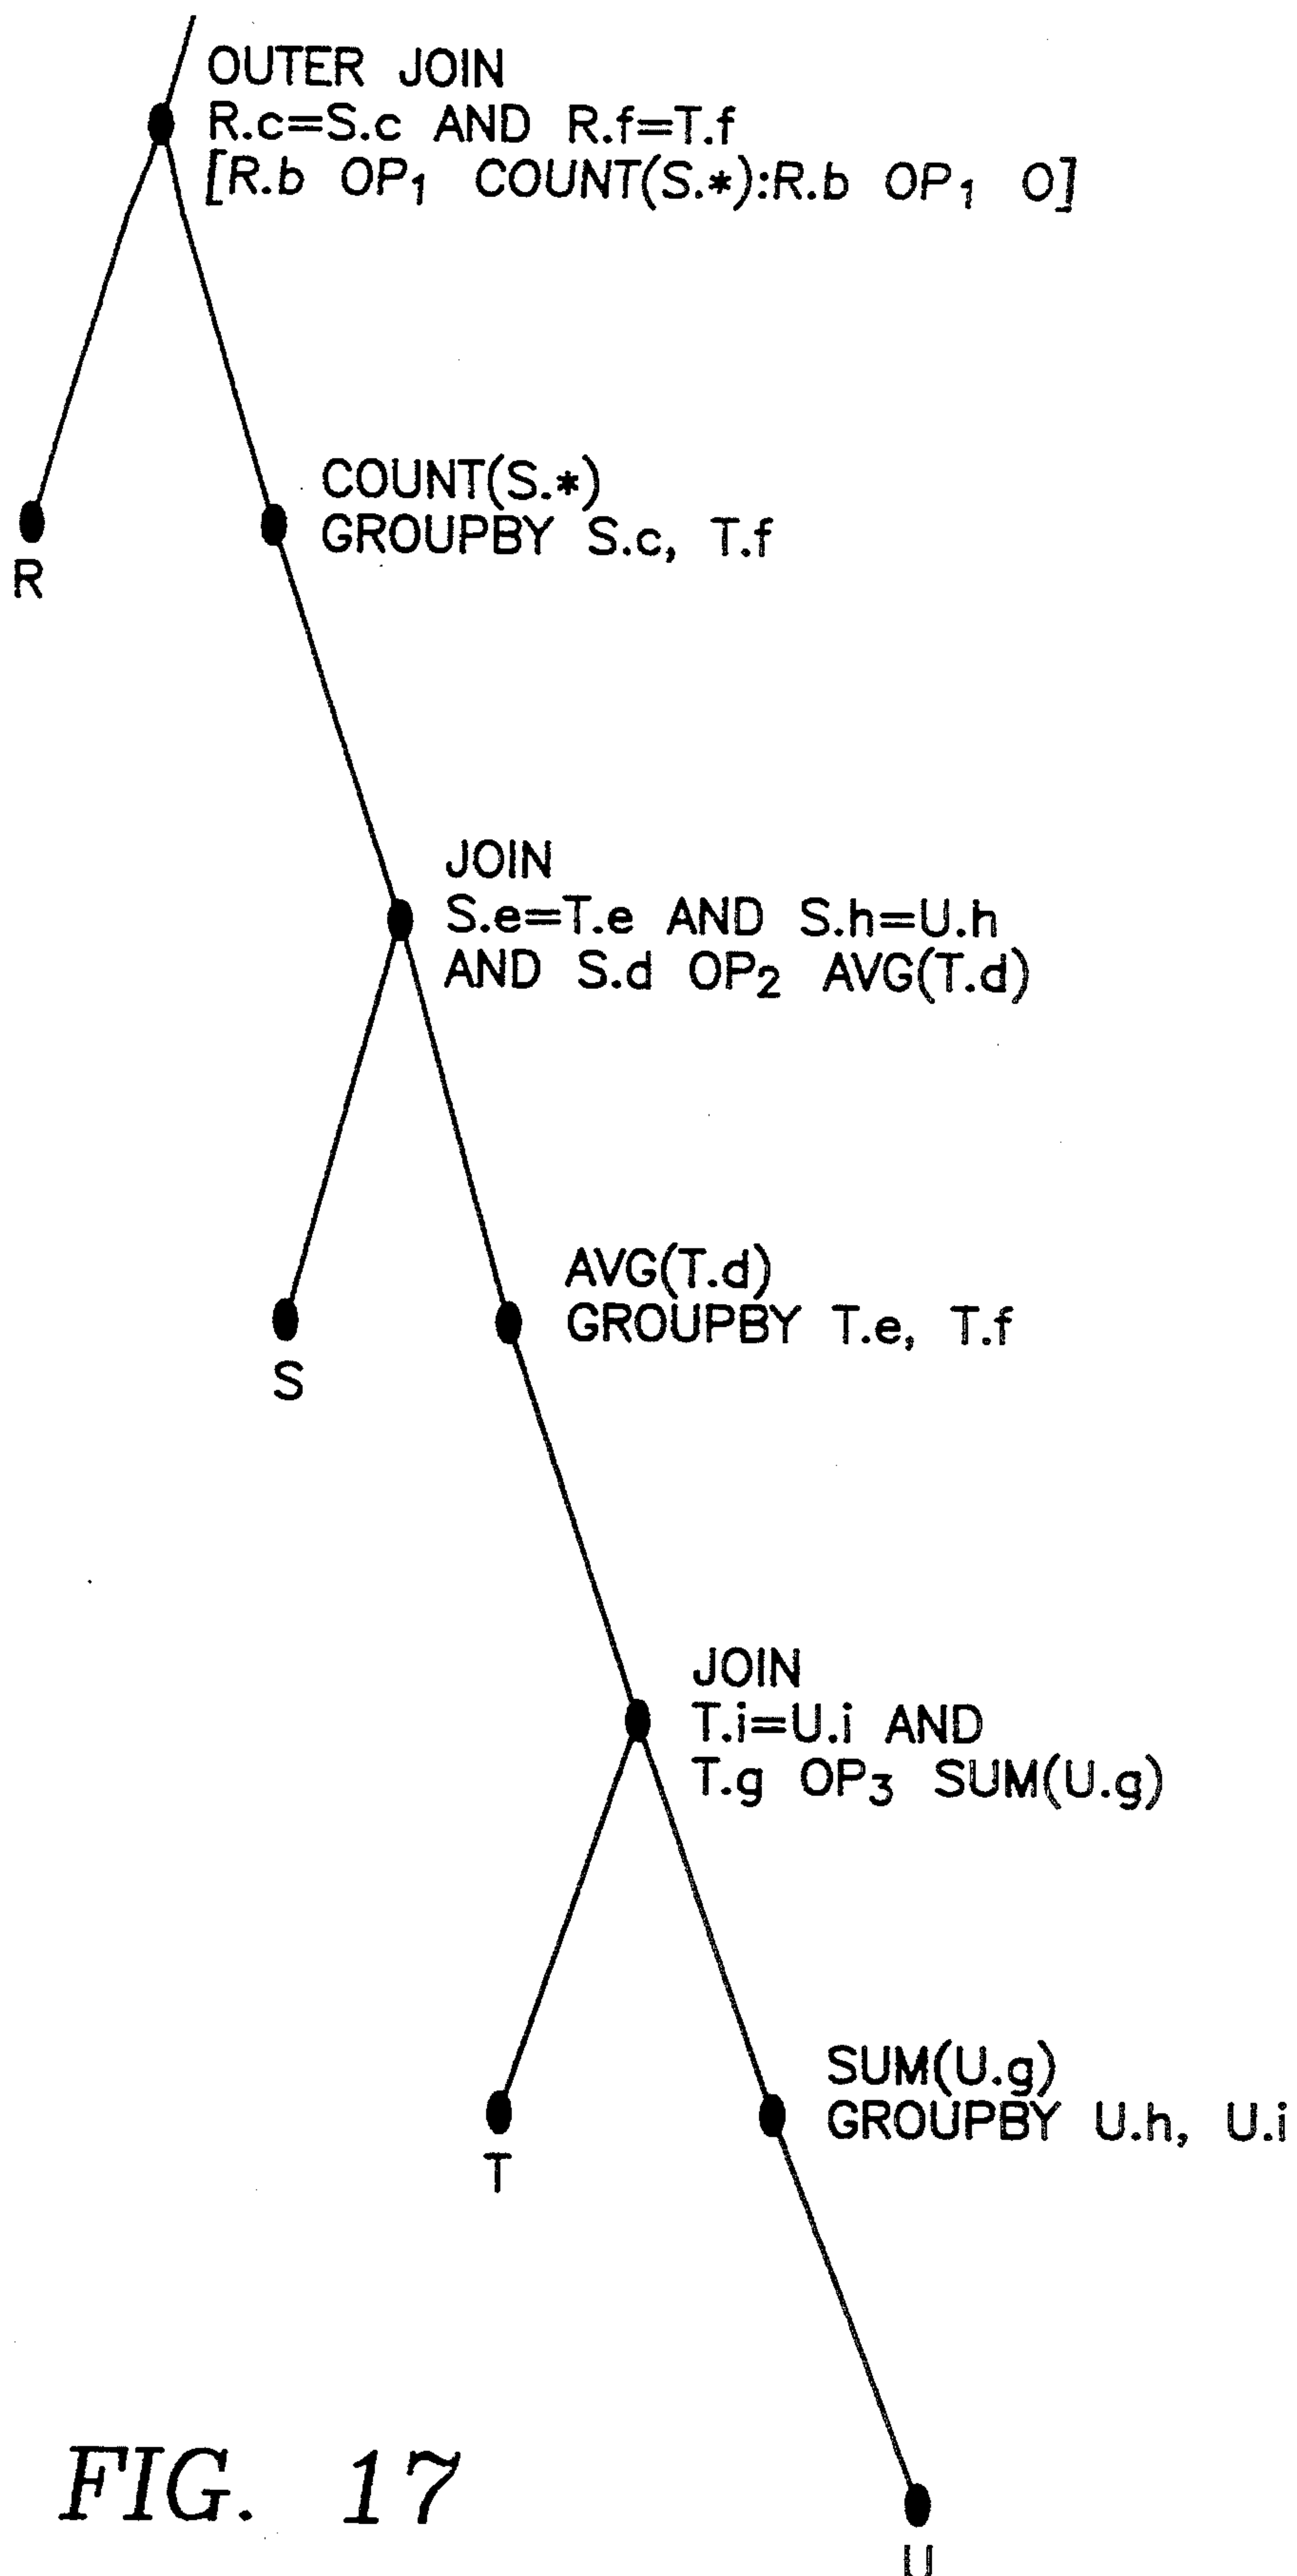 OUTER JOIN
R.c=S.c AND R.f=T.f
[R.b OP₁ COUNT(S.*):R.b OP₁ O]
R
COUNT(S.*)
GROUPBY S.c, T.f
JOIN
S.e=T.e AND S.h=U.h
AND S.d OP₂ AVG(T.d)
S
AVG(T.d)
GROUPBY T.e, T.f
JOIN
T.i=U.i AND
T.g OP₃ SUM(U.g)
T
SUM(U.g)
GROUPBY U.h, U.i
U
FIG. 17